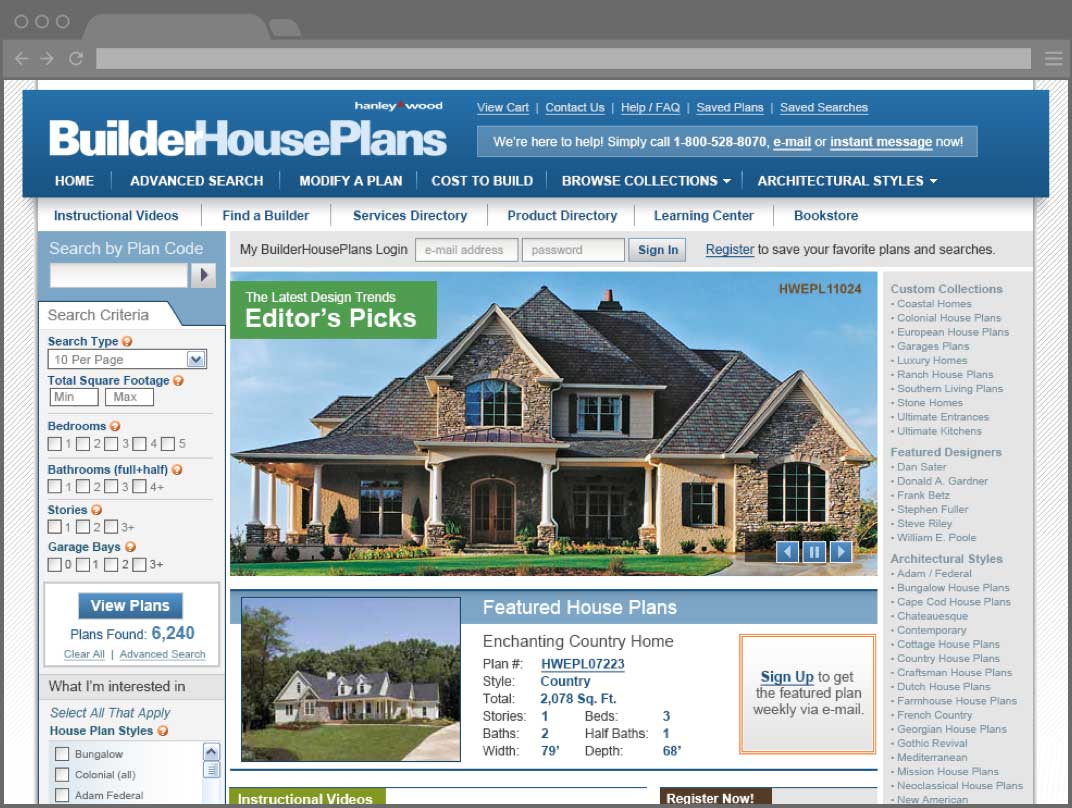 hanley wood
BuilderHousePlans
View Cart | Contact Us | Help / FAQ | Saved Plans | Saved Searches
We're here to help! Simply call 1-800-528-8070, e-mail or instant message now!
HOME ADVANCED SEARCH MODIFY A PLAN COST TO BUILD BROWSE COLLECTIONS ARCHITECTURAL STYLES
Instructional Videos Find a Builder Services Directory Product Directory Learning Center Bookstore
Search by Plan Code
Search Criteria
Search Type ?
10 Per Page
Total Square Footage ?
Min Max
Bedrooms ?
1 2 3 4 5
Bathrooms (full+half) ?
1 2 3 4+
Stories ?
1 2 3+
Garage Bays ?
0 1 2 3+
View Plans
Plans Found: 6,240
Clear All | Advanced Search
What I'm interested in
Select All That Apply
House Plan Styles ?
Bungalow
Colonial (all)
Adam Federal
My BuilderHousePlans Login e-mail address password Sign In Register to save your favorite plans and searches.
The Latest Design Trends
Editor's Picks
HWEPL11024
Featured House Plans
Enchanting Country Home
Plan #: HWEPL07223
Style: Country
Total: 2,078 Sq. Ft.
Stories: 1 Beds: 3
Baths: 2 Half Baths: 1
Width: 79' Depth: 68'
Sign Up to get
the featured plan
weekly via e-mail.
Instructional Videos
Register Now!
Custom Collections
• Coastal Homes
• Colonial House Plans
• European House Plans
• Garages Plans
• Luxury Homes
• Ranch House Plans
• Southern Living Plans
• Stone Homes
• Ultimate Entrances
• Ultimate Kitchens
Featured Designers
• Dan Sater
• Donald A. Gardner
• Frank Betz
• Stephen Fuller
• Steve Riley
• William E. Poole
Architectural Styles
• Adam / Federal
• Bungalow House Plans
• Cape Cod House Plans
• Chateauesque
• Contemporary
• Cottage House Plans
• Country House Plans
• Craftsman House Plans
• Dutch House Plans
• Farmhouse House Plans
• French Country
• Georgian House Plans
• Gothic Revival
• Mediterranean
• Mission House Plans
• Neoclassical House Plans
• New American